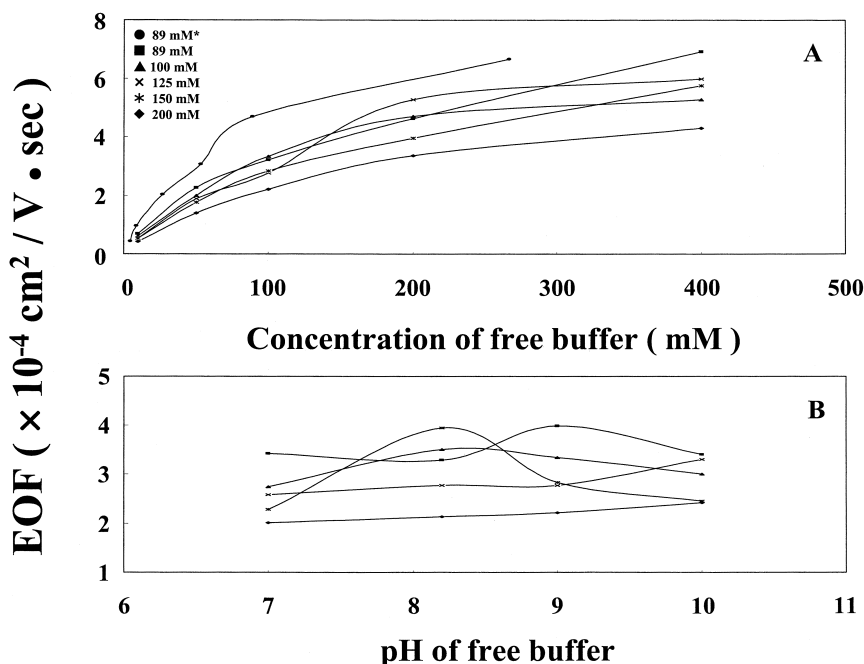 8
6
4
2
0
89 mM*
89 mM
100 mM
125 mM
150 mM
200 mM
A
0 100 200 300 400 500
Concentration of free buffer ( mM )
EOF ( × 10⁻⁴ cm² / V • sec)
5
4
3
2
1
B
6 7 8 9 10 11
pH of free buffer